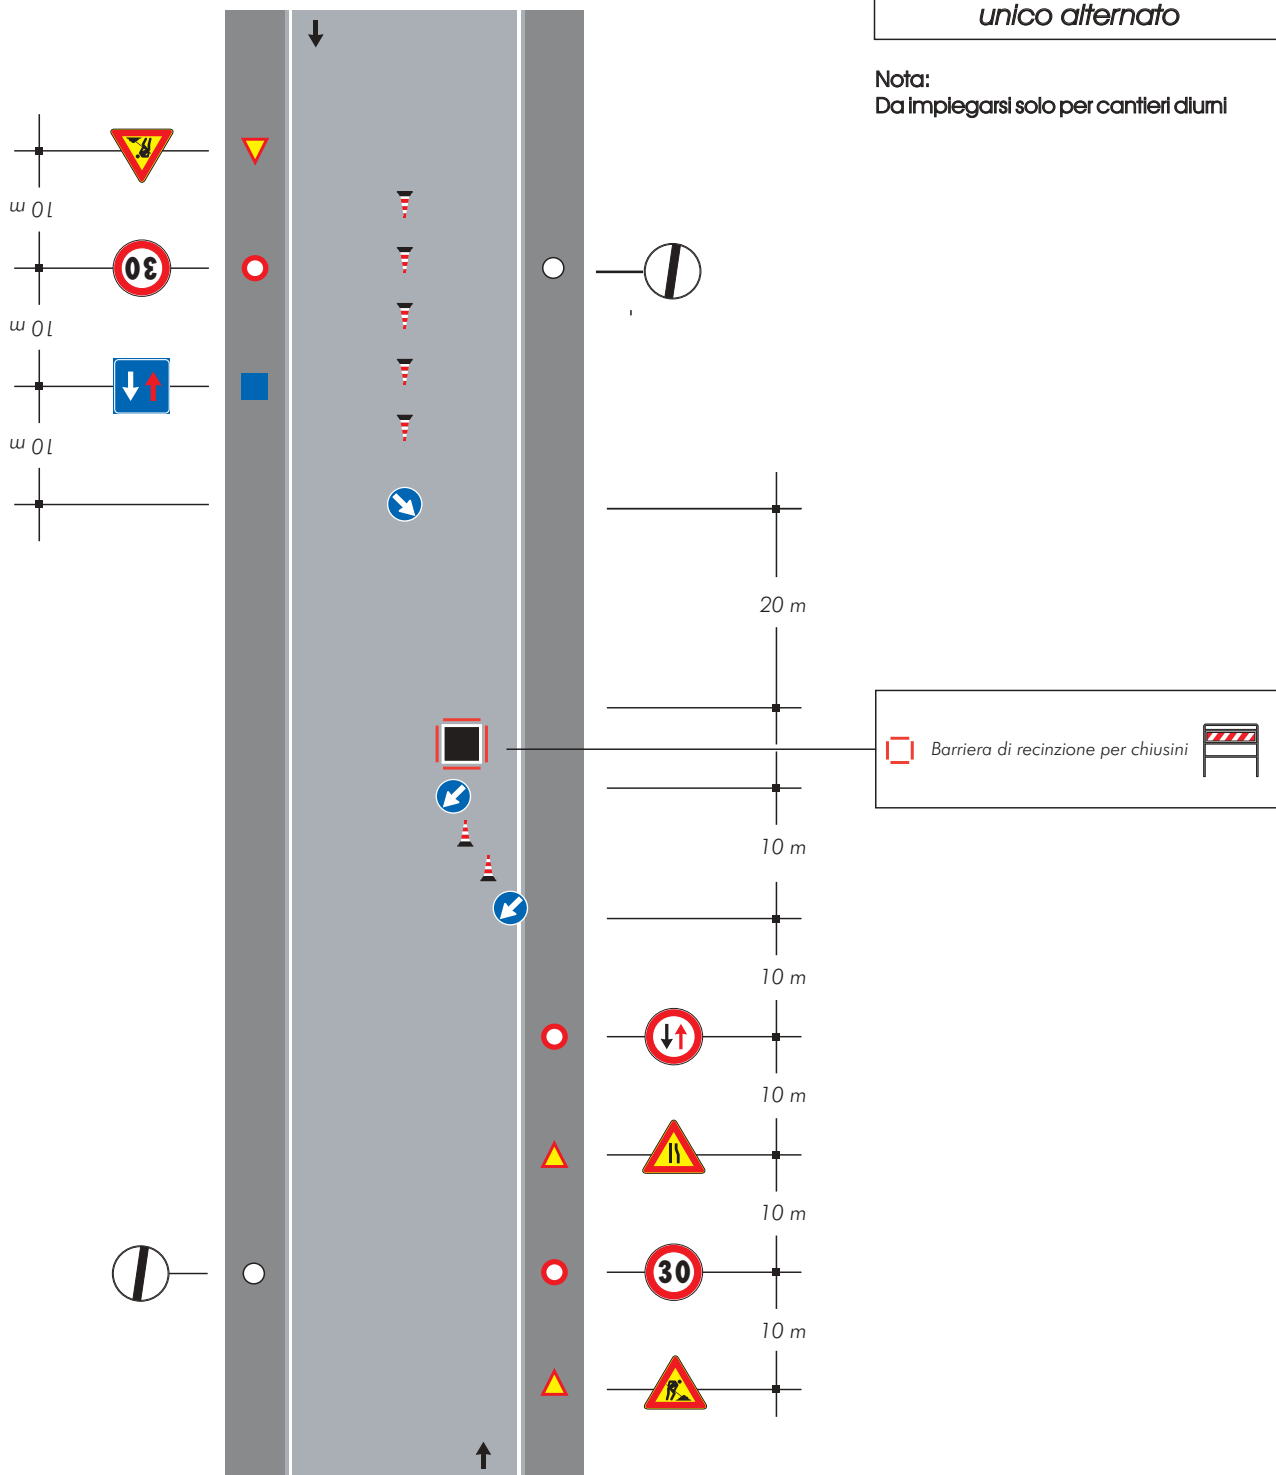 unico alternato
Nota:
Da impiegarsi solo per cantieri diurni
10 m
30
10 m
10 m
20 m
Barriera di recinzione per chiusini
10 m
10 m
10 m
10 m
30
10 m